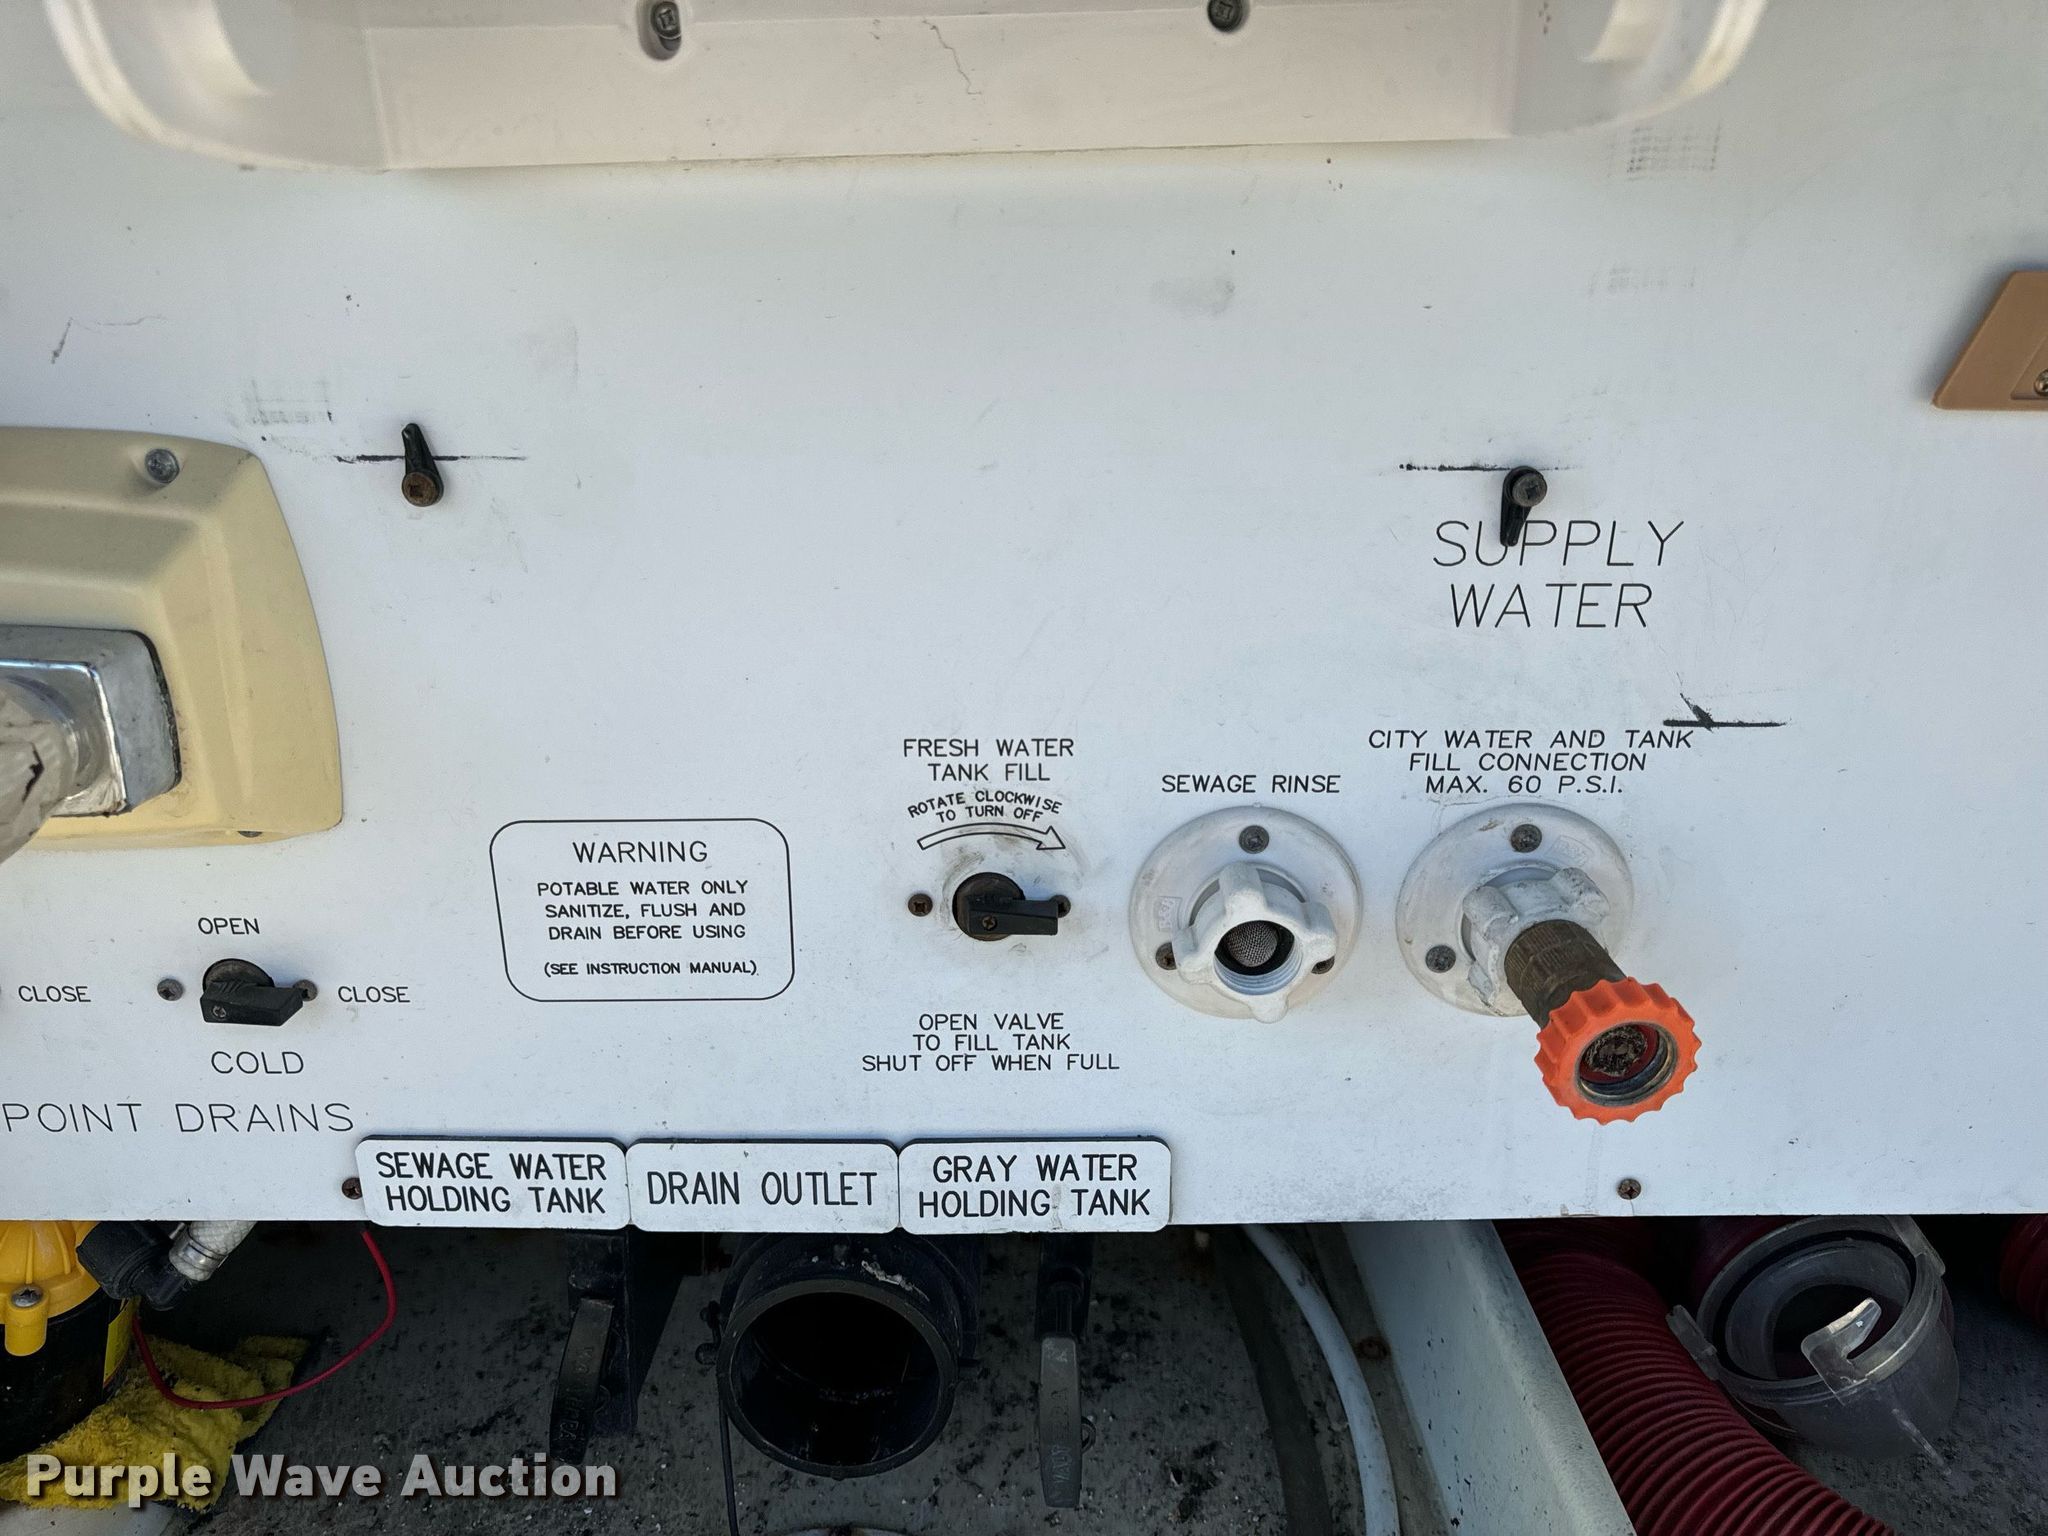 SUPPLY
WATER
CITY WATER AND TANK
FILL CONNECTION
MAX. 60 P.S.I.
SEWAGE RINSE
FRESH WATER
TANK FILL
ROTATE CLOCKWISE
TO TURN OFF
OPEN VALVE
TO FILL TANK
SHUT OFF WHEN FULL
WARNING
POTABLE WATER ONLY
SANITIZE, FLUSH AND
DRAIN BEFORE USING
(SEE INSTRUCTION MANUAL)
OPEN
CLOSE
CLOSE
COLD
POINT DRAINS
SEWAGE WATER
HOLDING TANK
DRAIN OUTLET
GRAY WATER
HOLDING TANK
Purple Wave Auction